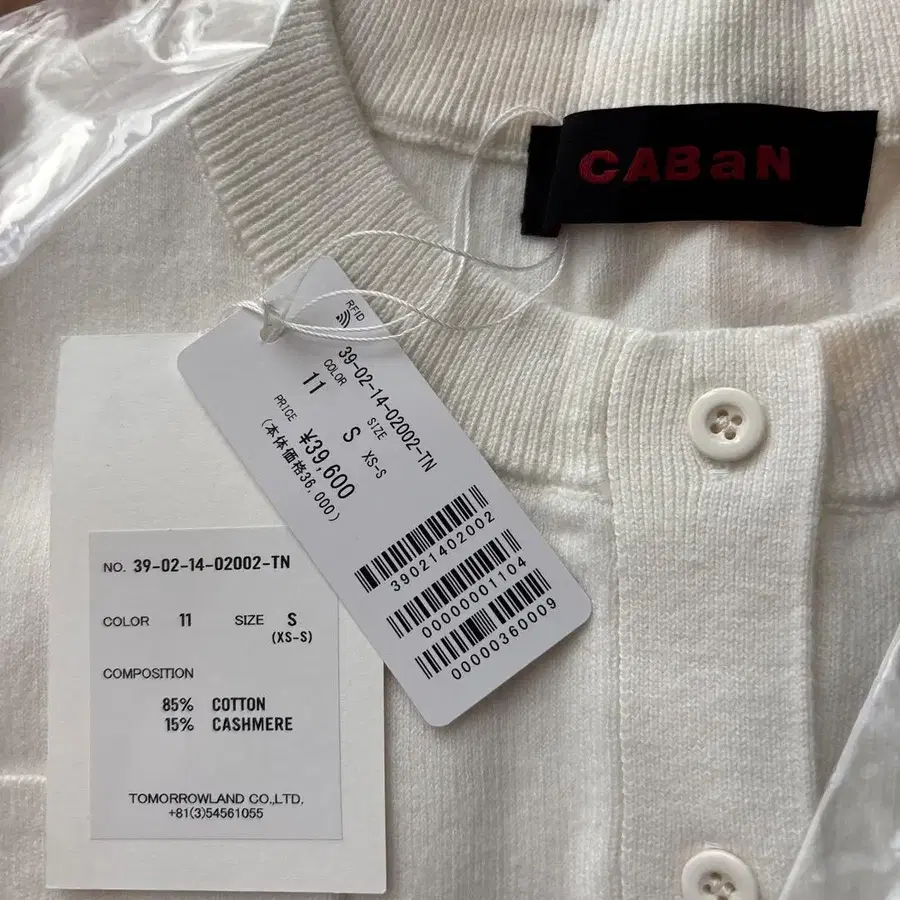 CABaN
RFID
39-02-14-02002-TN
COLOR SIZE
11 S XS-S
PRICE
¥39,600
(本体価格36,000)
39021402002
00000001104
00000360009
NO. 39-02-14-02002-TN
COLOR 11 SIZE S
(XS-S)
COMPOSITION
85% COTTON
15% CASHMERE
TOMORROWLAND CO.,LTD.
+81(3)54561055